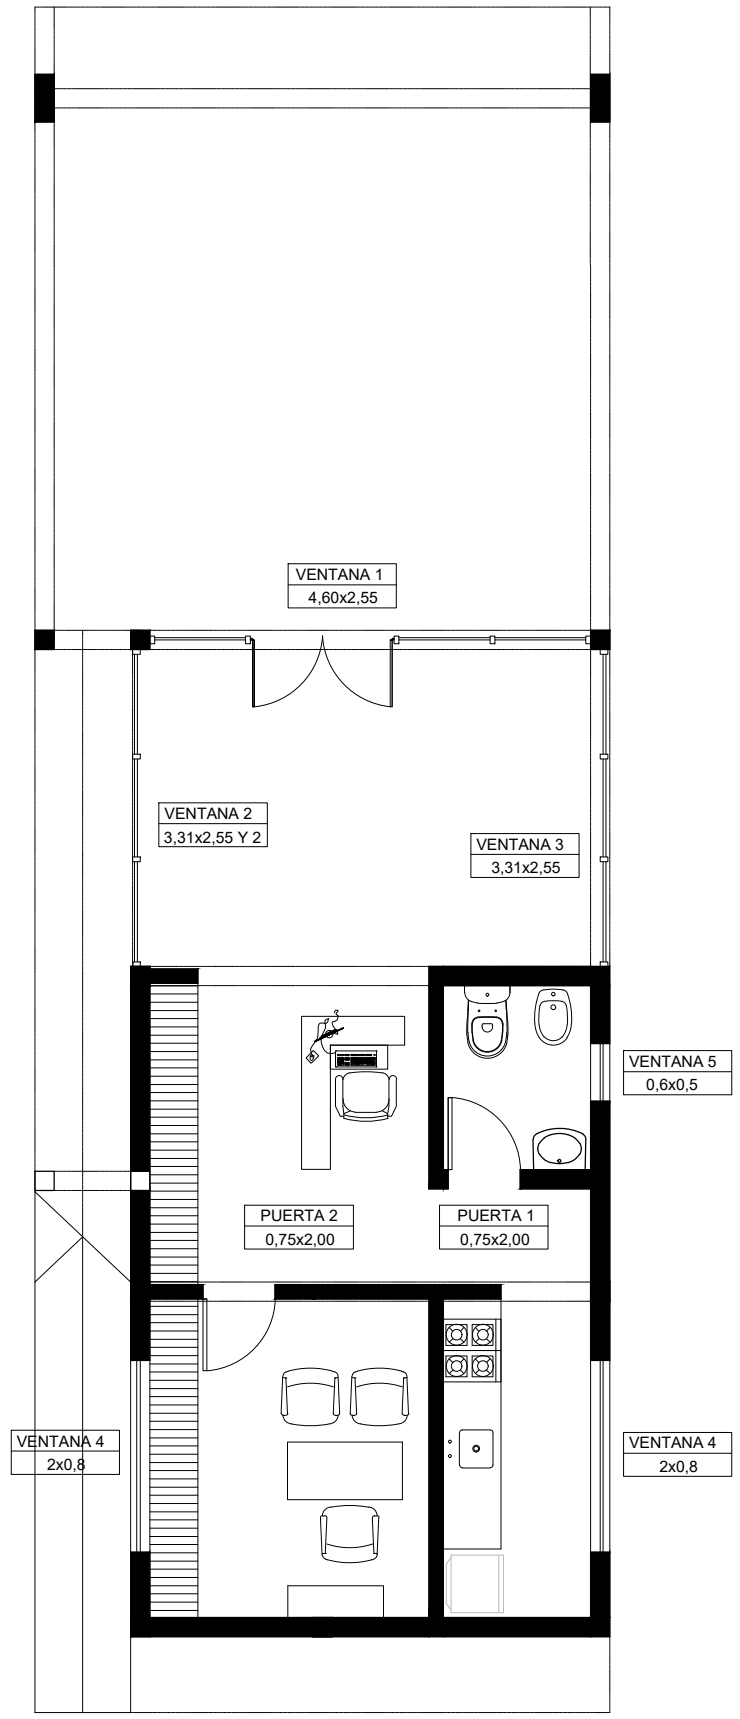 VENTANA 1
4,60x2,55
VENTANA 2
3,31x2,55 Y 2
VENTANA 3
3,31x2,55
VENTANA 5
0,6x0,5
PUERTA 2
0,75x2,00
PUERTA 1
0,75x2,00
VENTANA 4
2x0,8
VENTANA 4
2x0,8